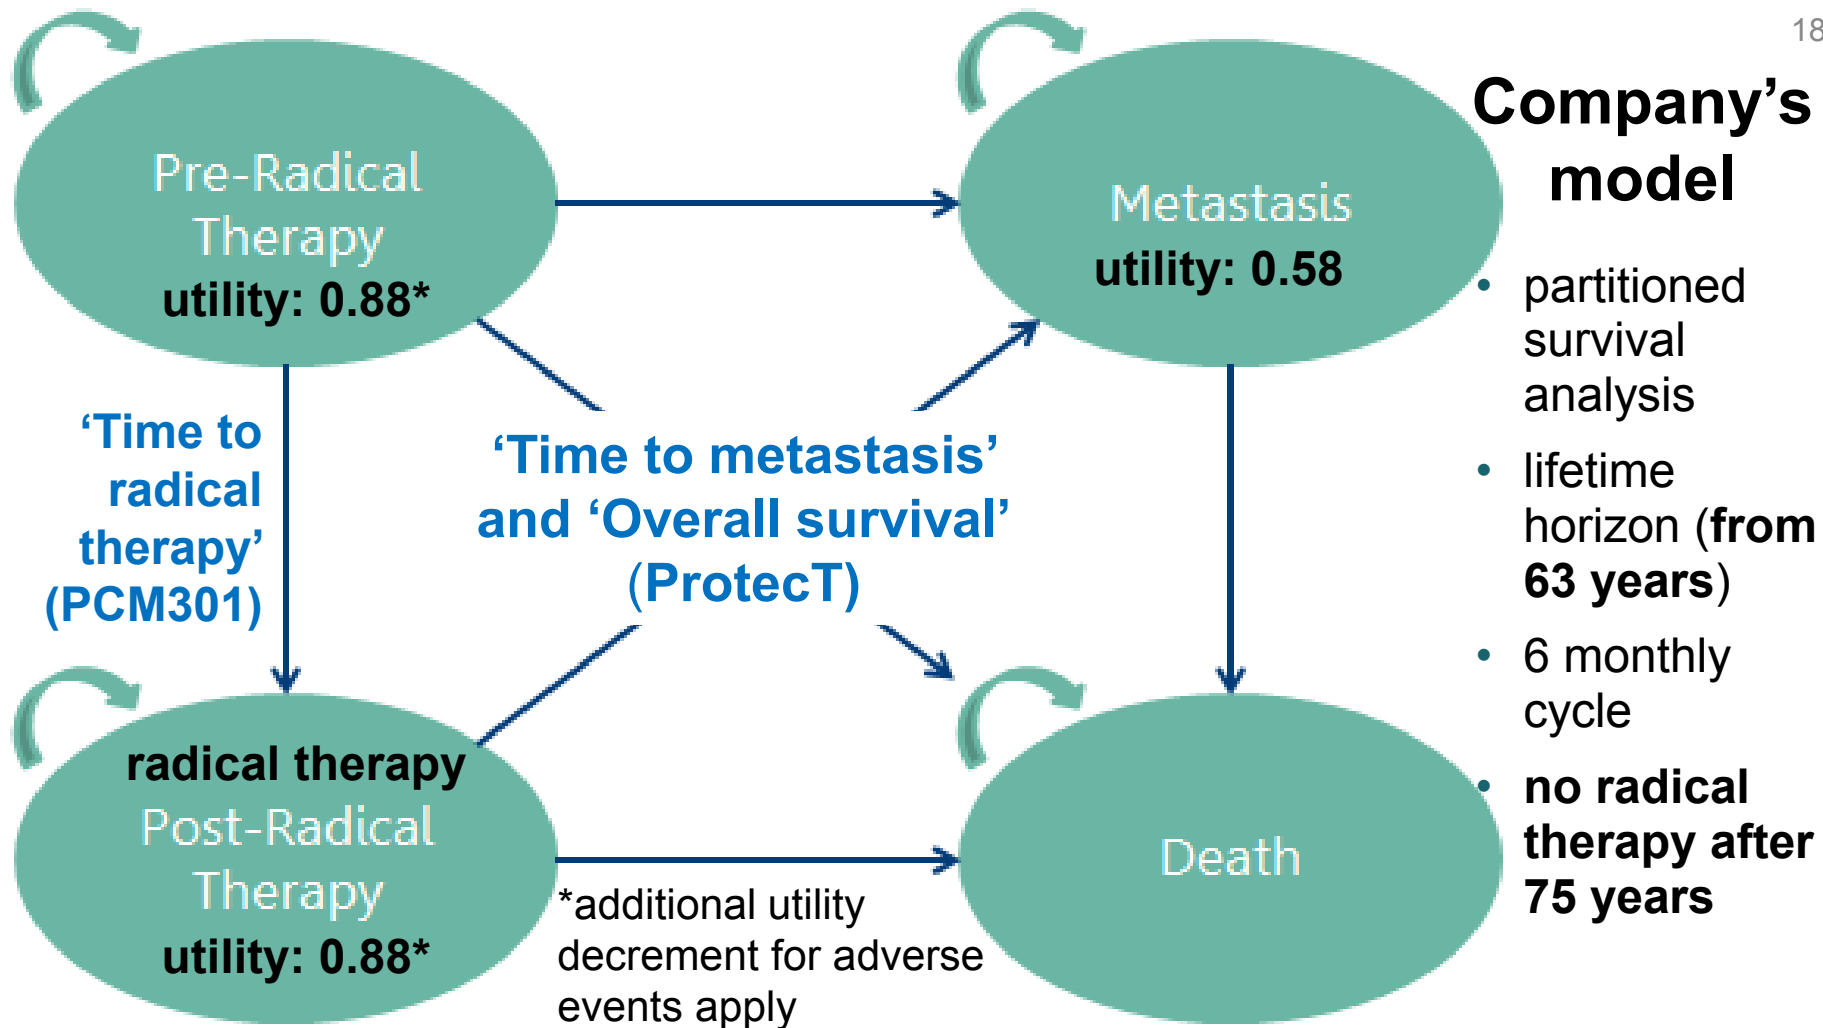 18
Company’s
model
Pre-Radical
Therapy
utility: 0.88*
Metastasis
utility: 0.58
‘Time to
radical
therapy’
(PCM301)
‘Time to metastasis’
and ‘Overall survival’
(ProtecT)
radical therapy
Post-Radical
Therapy
utility: 0.88*
Death
*additional utility
decrement for adverse
events apply
• partitioned
survival
analysis
• lifetime
horizon (from
63 years)
• 6 monthly
cycle
• no radical
therapy after
75 years